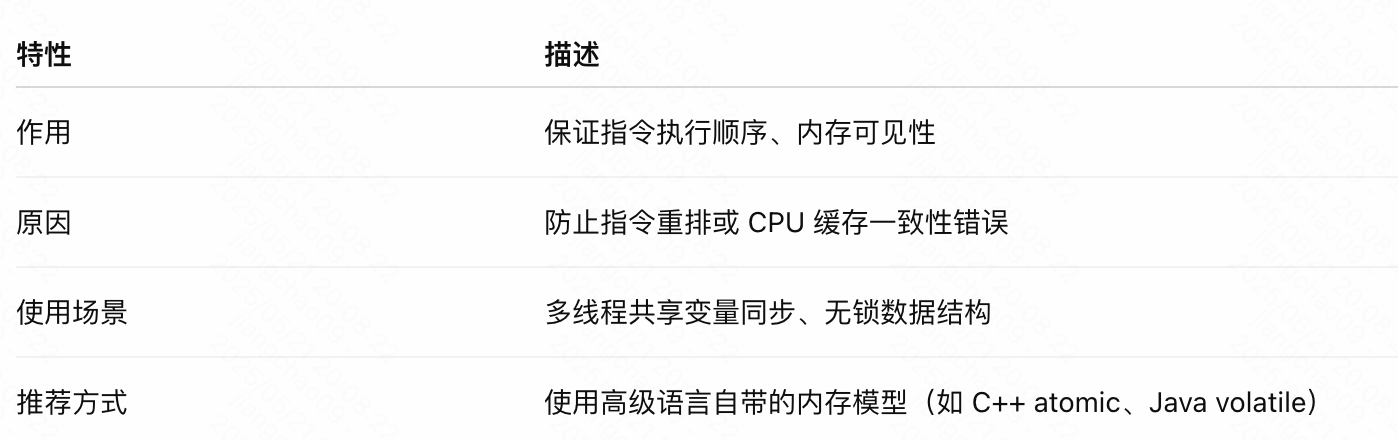 特性 描述
作用 保证指令执行顺序、内存可见性
原因 防止指令重排或 CPU 缓存一致性错误
使用场景 多线程共享变量同步、无锁数据结构
推荐方式 使用高级语言自带的内存模型（如 C++ atomic、Java volatile）